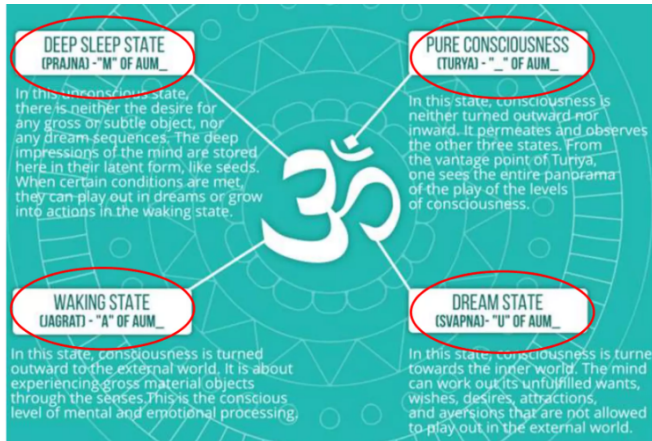 DEEP SLEEP STATE
(PRAJNA) -"M" OF AUM_
In this unconscious state,
there is neither the desire for
any gross or subtle object, nor
any dream sequences. The deep
impressions of the mind are stored
here in their latent form, like seeds.
When certain conditions are met,
they can play out in dreams or grow
into actions in the waking state.
PURE CONSCIOUSNESS
(TURYA) - "_" OF AUM_
In this state, consciousness is
neither turned outward nor
inward. It permeates and observes
the other three states. From
the vantage point of Turiya,
one sees the entire panorama
of the play of the levels
of consciousness.
ॐ
WAKING STATE
(JAGRAT) - "A" OF AUM_
In this state, consciousness is turned
outward to the external world. It is about
experiencing gross material objects
through the senses.This is the conscious
level of mental and emotional processing.
DREAM STATE
(SVAPNA)- "U" OF AUM_
In this state, consciousness is turne
towards the inner world. The mind
can work out its unfulfilled wants,
wishes, desires, attractions,
and aversions that are not allowed
to play out in the external world.